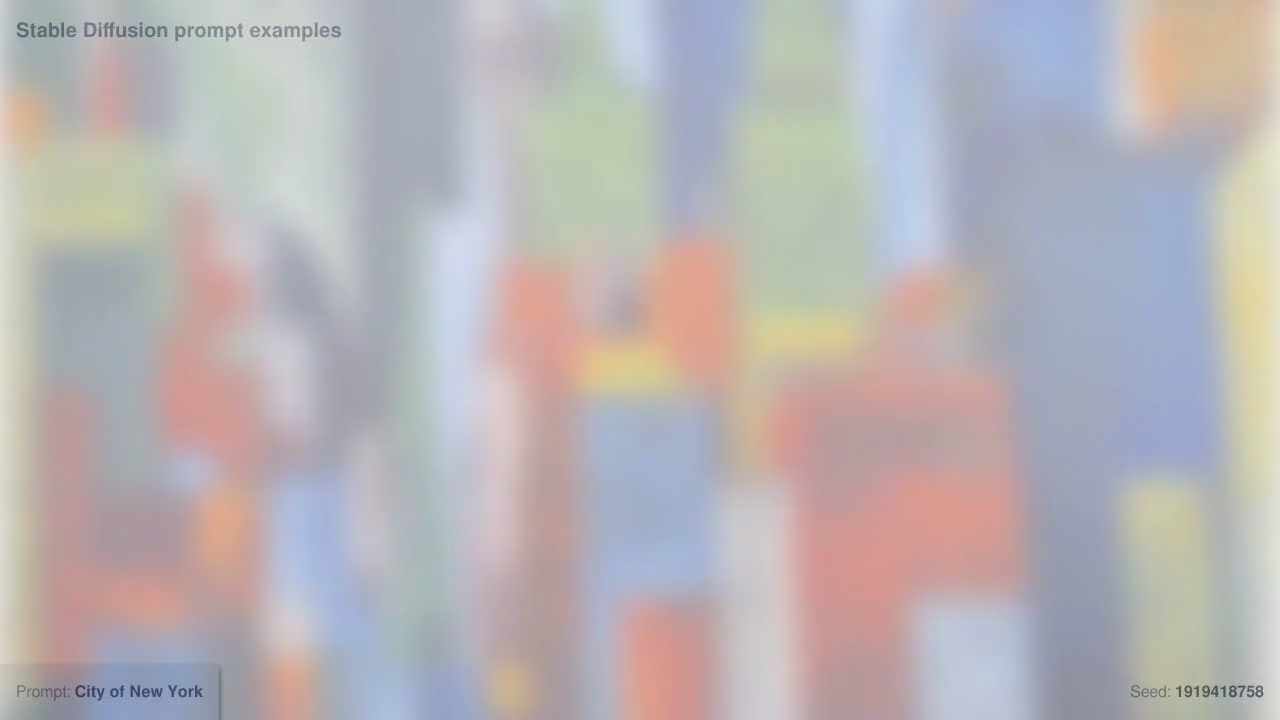 Stable Diffusion prompt examples
Prompt: City of New York
Seed: 1919418758